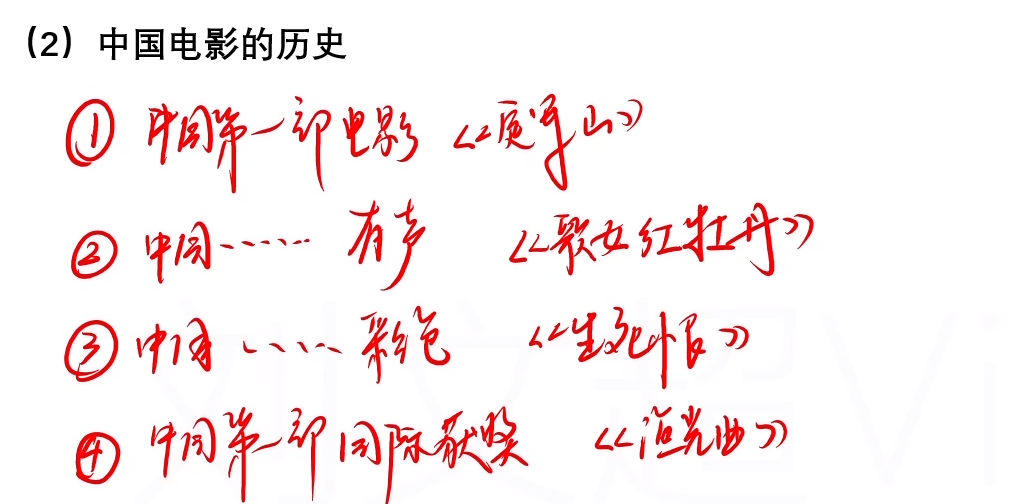 (2) 中国电影的历史
① 中国第一部电影《定军山》
② 中国…… 有声 《歌女红牡丹》
③ 中国…… 彩色 《生死恨》
④ 中国第一部国际获奖 《渔光曲》